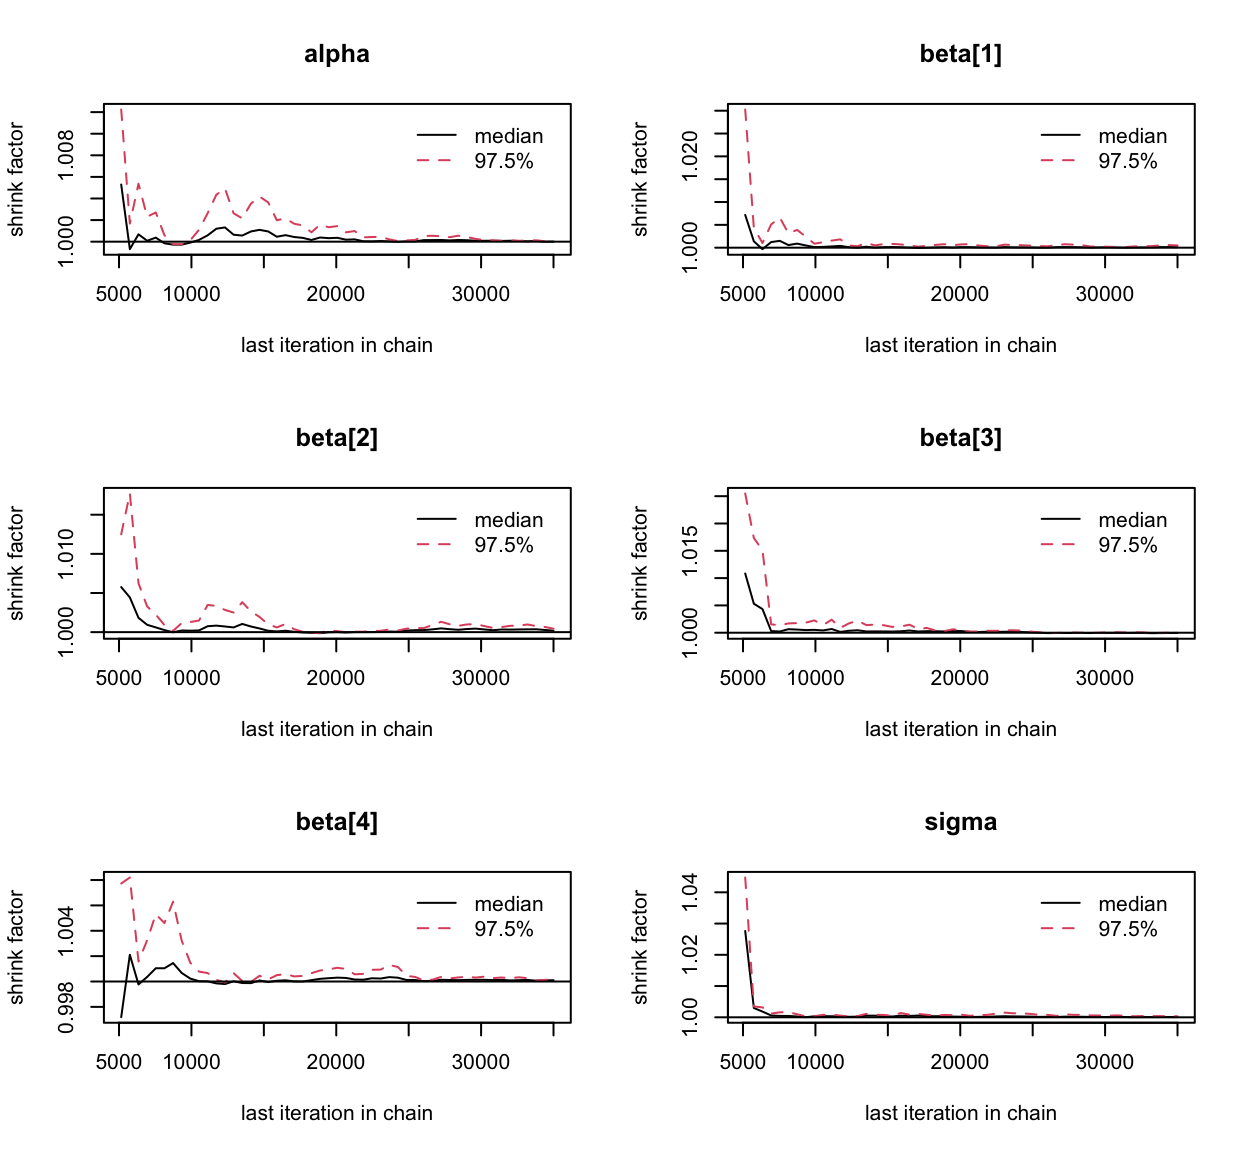 alpha
shrink factor
1.000
1.008
median
97.5%
5000 10000 20000 30000
last iteration in chain
beta[1]
shrink factor
1.000
1.020
median
97.5%
5000 10000 20000 30000
last iteration in chain
beta[2]
shrink factor
1.000
1.010
median
97.5%
5000 10000 20000 30000
last iteration in chain
beta[3]
shrink factor
1.000
1.015
median
97.5%
5000 10000 20000 30000
last iteration in chain
beta[4]
shrink factor
0.998
1.004
median
97.5%
5000 10000 20000 30000
last iteration in chain
sigma
shrink factor
1.00
1.02
1.04
median
97.5%
5000 10000 20000 30000
last iteration in chain